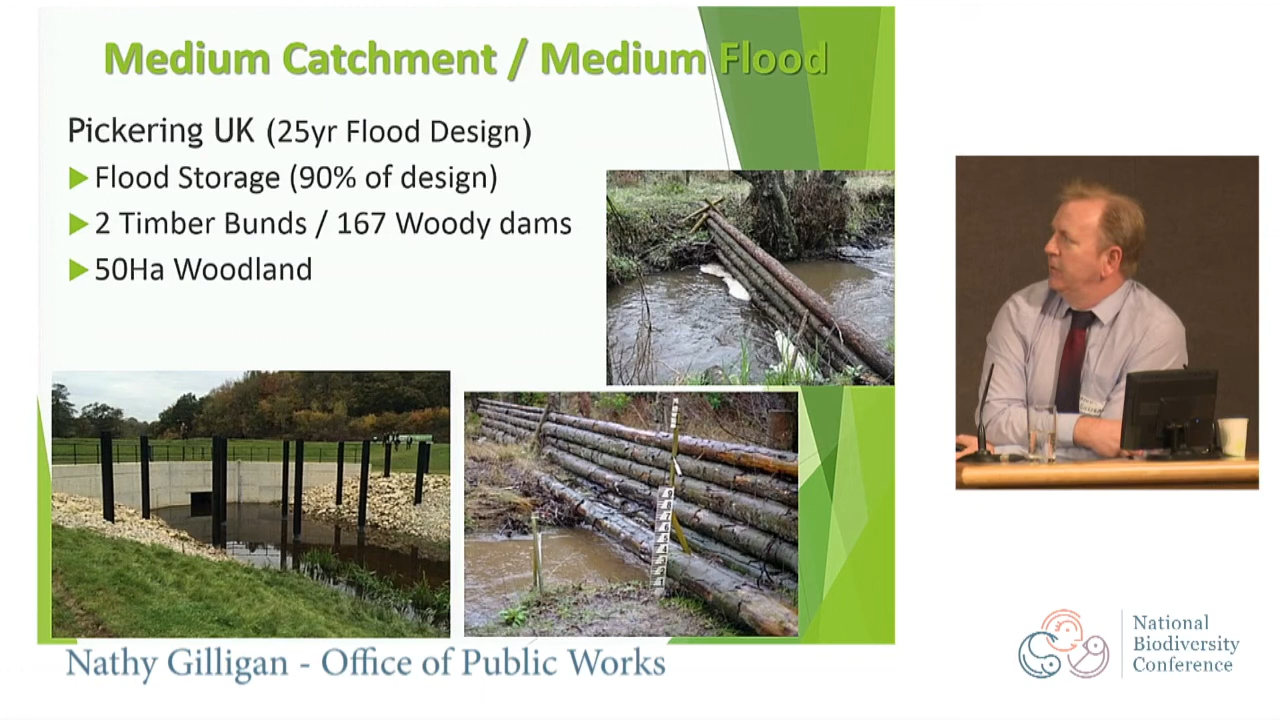 Medium Catchment / Medium Flood
Pickering UK (25yr Flood Design)
Flood Storage (90% of design)
2 Timber Bunds / 167 Woody dams
50Ha Woodland
Nathy Gilligan - Office of Public Works
National
Biodiversity
Conference